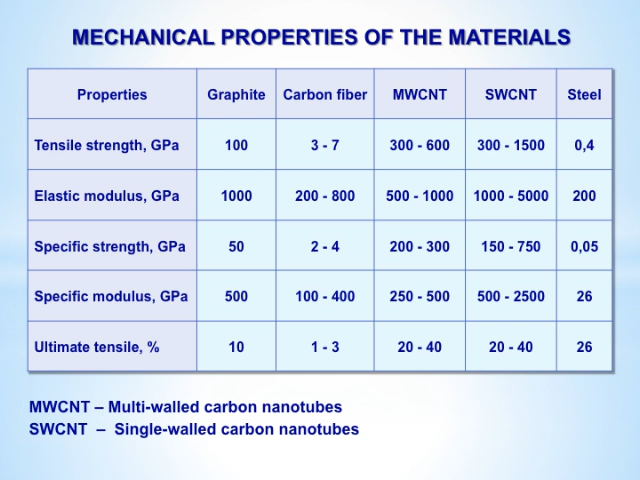 MECHANICAL PROPERTIES OF THE MATERIALS
Properties Graphite Carbon fiber MWCNT SWCNT Steel
Tensile strength, GPa 100 3 - 7 300 - 600 300 - 1500 0,4
Elastic modulus, GPa 1000 200 - 800 500 - 1000 1000 - 5000 200
Specific strength, GPa 50 2 - 4 200 - 300 150 - 750 0,05
Specific modulus, GPa 500 100 - 400 250 - 500 500 - 2500 26
Ultimate tensile, % 10 1 - 3 20 - 40 20 - 40 26
MWCNT – Multi-walled carbon nanotubes
SWCNT – Single-walled carbon nanotubes